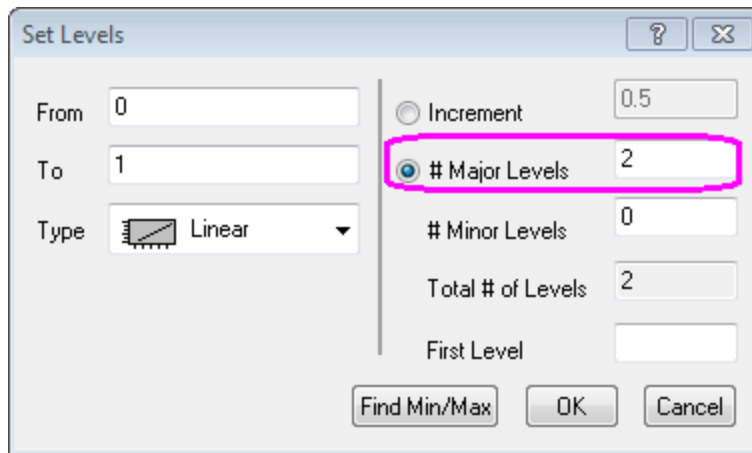 Set Levels
From 0
To 1
Type Linear
Increment 0.5
# Major Levels 2
# Minor Levels 0
Total # of Levels 2
First Level
Find Min/Max OK Cancel